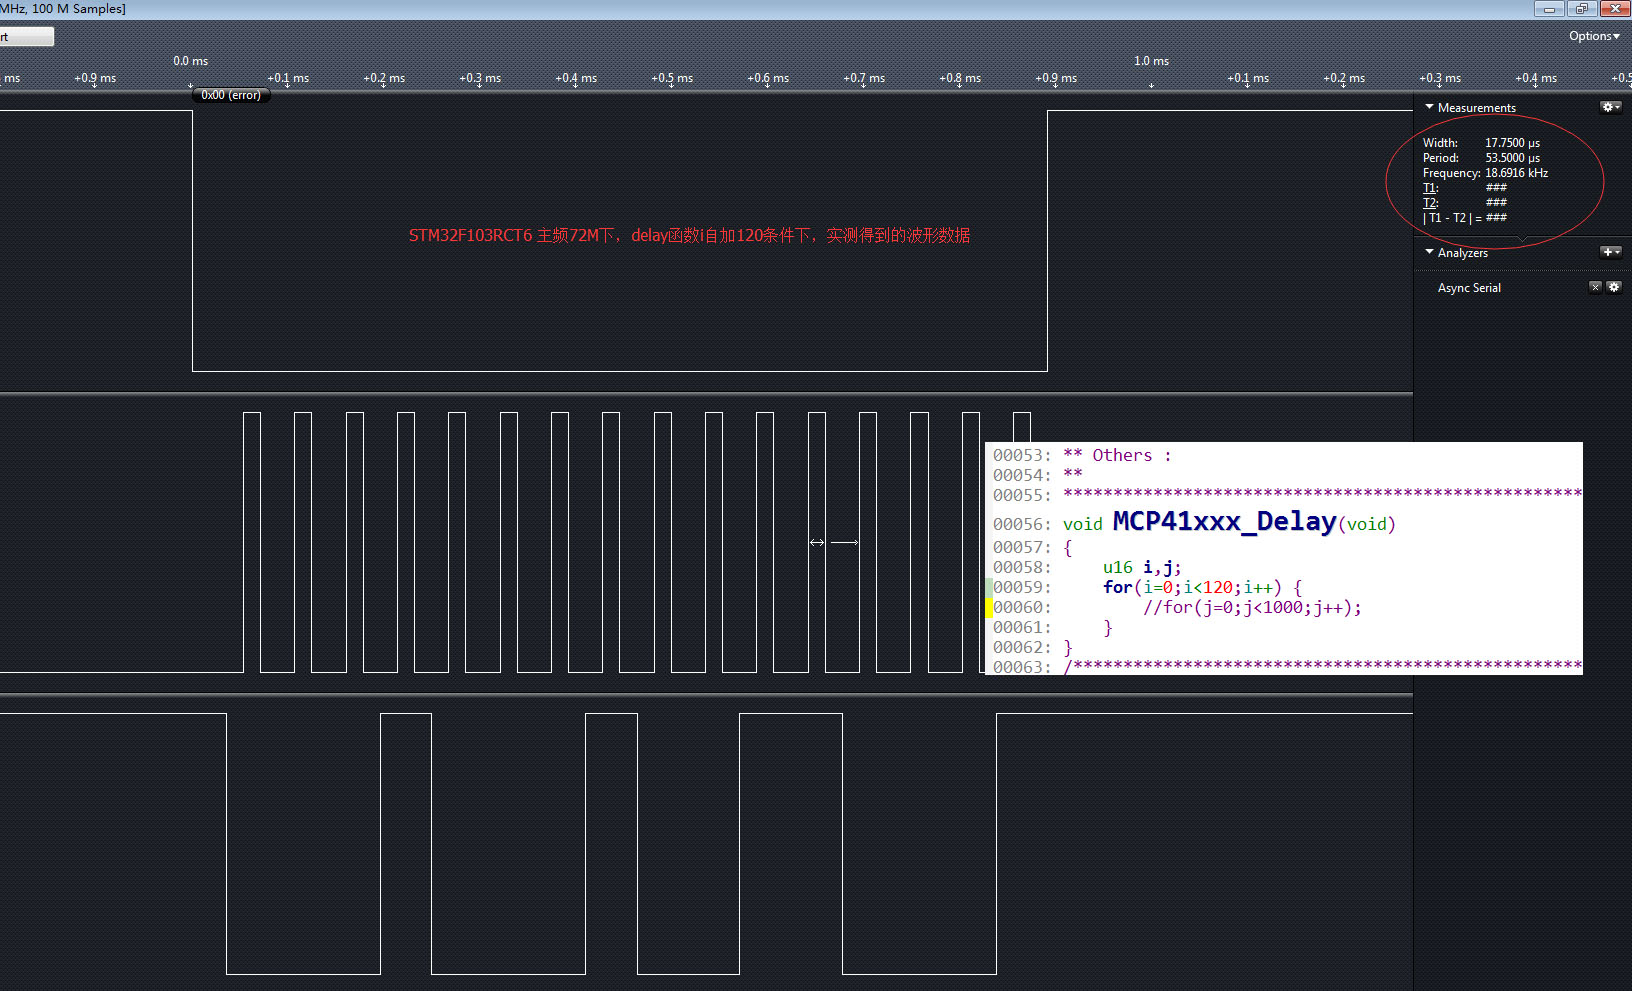 MHz, 100 M Samples]
rt
Options
0.0 ms
1.0 ms
ms
+0.9 ms
+0.1 ms
+0.2 ms
+0.3 ms
+0.4 ms
+0.5 ms
+0.6 ms
+0.7 ms
+0.8 ms
+0.9 ms
+0.1 ms
+0.2 ms
+0.3 ms
+0.4 ms
+0.5
0x00 (error)
Measurements
Width: 17.7500 µs
Period: 53.5000 µs
Frequency: 18.6916 kHz
T1: ###
T2: ###
| T1 - T2 | = ###
STM32F103RCT6 主频72M下，delay函数i自加120条件下，实测得到的波形数据
Analyzers
Async Serial
00053: ** Others :
00054: **
00055: ****************************************************
00056: void MCP41xxx_Delay(void)
00057: {
00058: u16 i,j;
00059: for(i=0;i<120;i++) {
00060: //for(j=0;j<1000;j++);
00061: }
00062: }
00063: /***************************************************